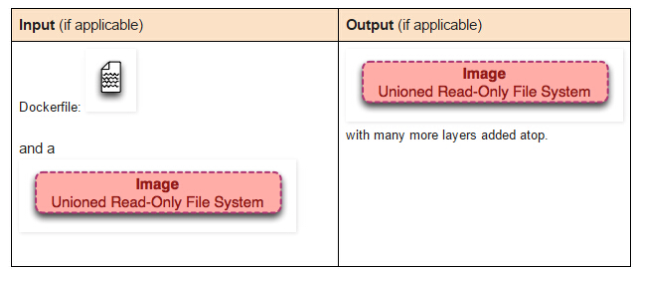 Input (if applicable)
Output (if applicable)
Dockerfile:
and a
Image
Unioned Read-Only File System
Image
Unioned Read-Only File System
with many more layers added atop.